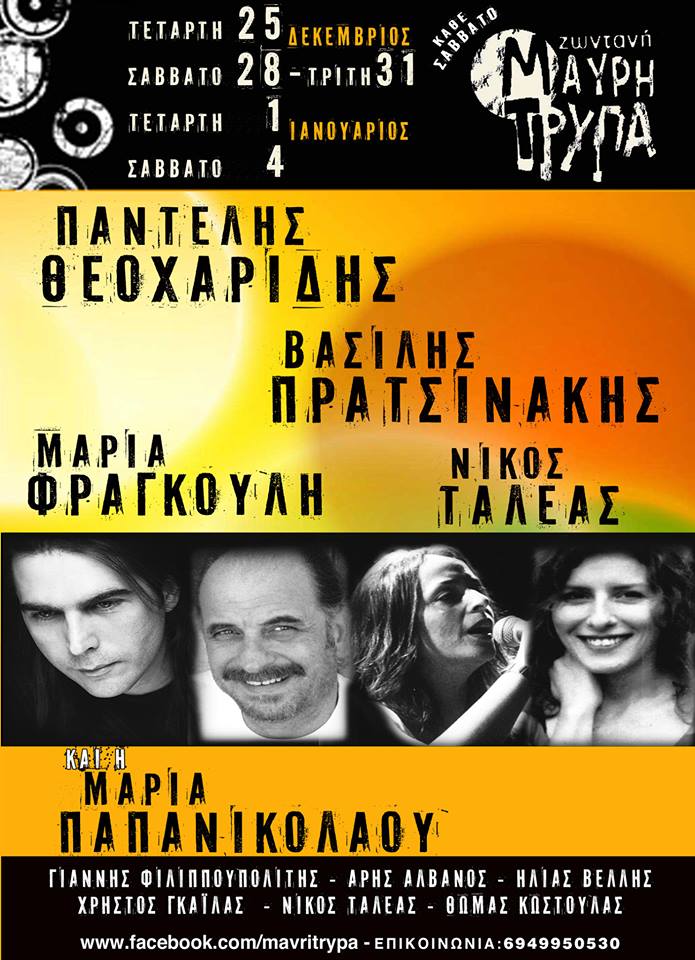 ΤΕΤΑΡΤΗ 25 ΔΕΚΕΜΒΡΙΟΣ
ΣΑΒΒΑΤΟ 28 - ΤΡΙΤΗ 31
ΤΕΤΑΡΤΗ 1 ΙΑΝΟΥΑΡΙΟΣ
ΣΑΒΒΑΤΟ 4
ΚΑΘΕ
ΣΑΒΒΑΤΟ
ζωντανή
ΜΑΥΡΗ
ΤΡΥΠΑ
ΠΑΝΤΕΛΗΣ
ΘΕΟΧΑΡΙΔΗΣ
ΒΑΣΙΛΗΣ
ΠΡΑΤΣΙΝΑΚΗΣ
ΜΑΡΙΑ
ΦΡΑΓΚΟΥΛΗ
ΝΙΚΟΣ
ΤΑΛΕΑΣ
ΚΑΙ Η
ΜΑΡΙΑ
ΠΑΠΑΝΙΚΟΛΑΟΥ
ΓΙΑΝΝΗΣ ΦΙΛΙΠΠΟΥΠΟΛΙΤΗΣ - ΑΡΗΣ ΑΛΒΑΝΟΣ - ΗΛΙΑΣ ΒΕΛΛΗΣ
ΧΡΗΣΤΟΣ ΓΚΑΪΛΑΣ - ΝΙΚΟΣ ΤΑΛΕΑΣ - ΘΩΜΑΣ ΚΩΣΤΟΥΛΑΣ
www.facebook.com/mavritrypa - ΕΠΙΚΟΙΝΩΝΙΑ:6949950530